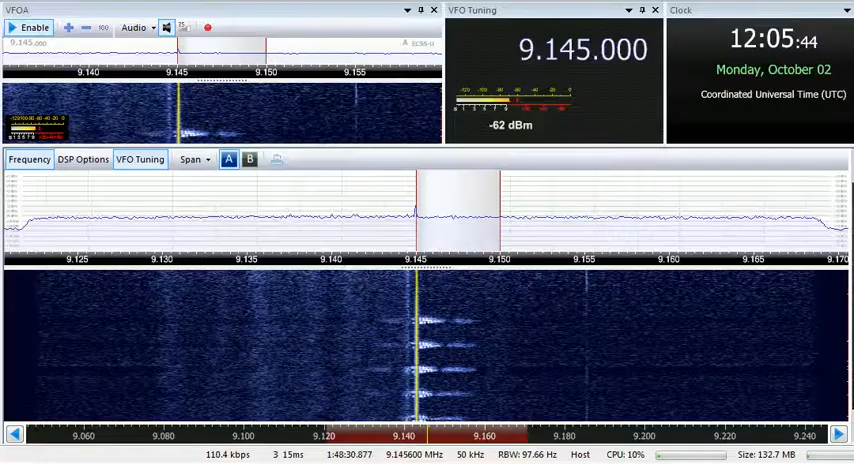 VFOA
Enable 100 Audio 75
9.145.000 A ECSS-U
9.140 9.145 9.150 9.155
VFO Tuning
9.145.000
-62 dBm
Clock
12:05:44
Monday, October 02
Coordinated Universal Time (UTC)
Frequency DSP Options VFO Tuning Span A B
9.125 9.130 9.135 9.140 9.145 9.150 9.155 9.160 9.165 9.170
9.060 9.080 9.100 9.120 9.140 9.160 9.180 9.200 9.220 9.240
110.4 kbps 3 15ms 1:48:30.877 9.145600 MHz 50 kHz RBW: 97.66 Hz Host CPU: 10% Size: 132.7 MB